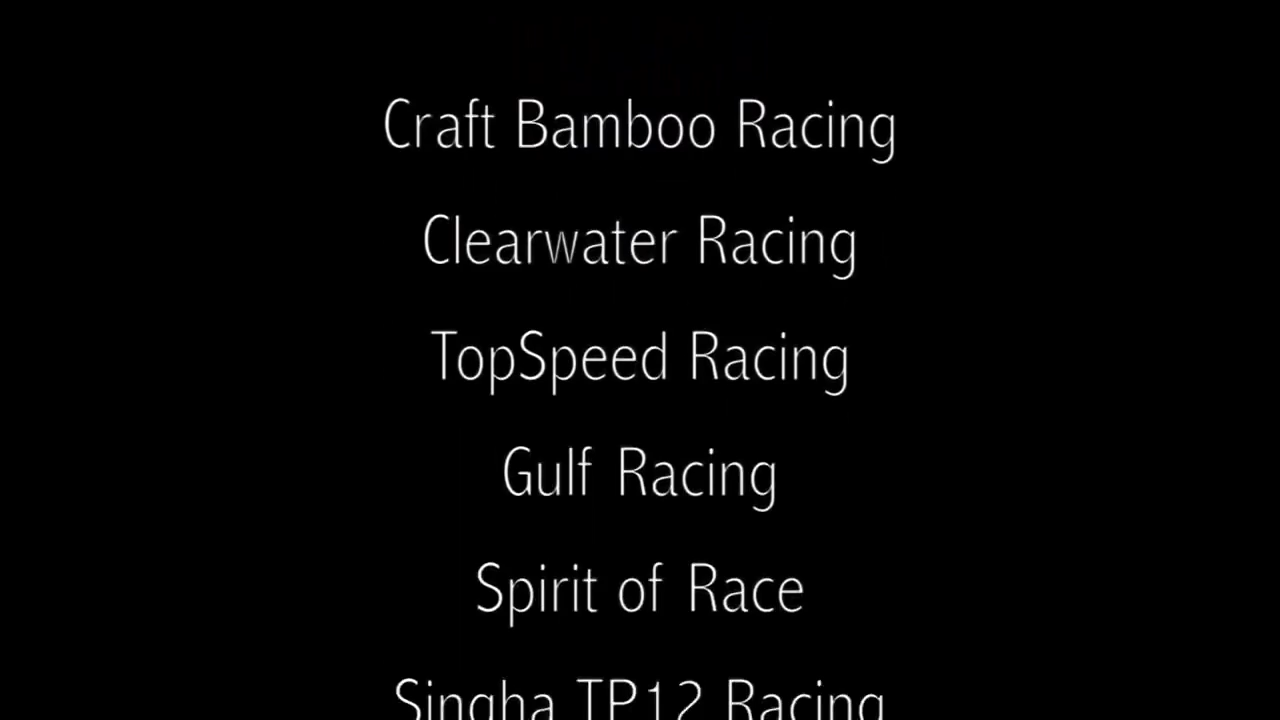 Craft Bamboo Racing
Clearwater Racing
TopSpeed Racing
Gulf Racing
Spirit of Race
Singha TP12 Racing